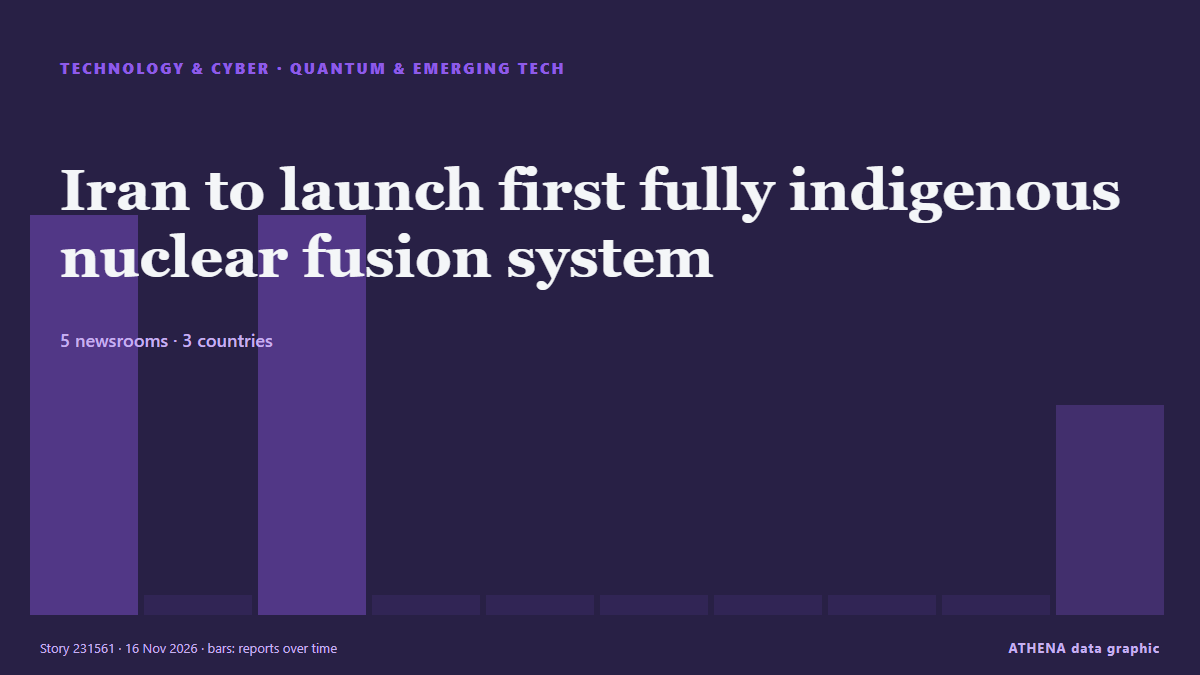 TECHNOLOGY & CYBER · QUANTUM & EMERGING TECH
Iran to launch first fully indigenous
nuclear fusion system
5 newsrooms · 3 countries
Story 231561 · 16 Nov 2026 · bars: reports over time
ATHENA data graphic